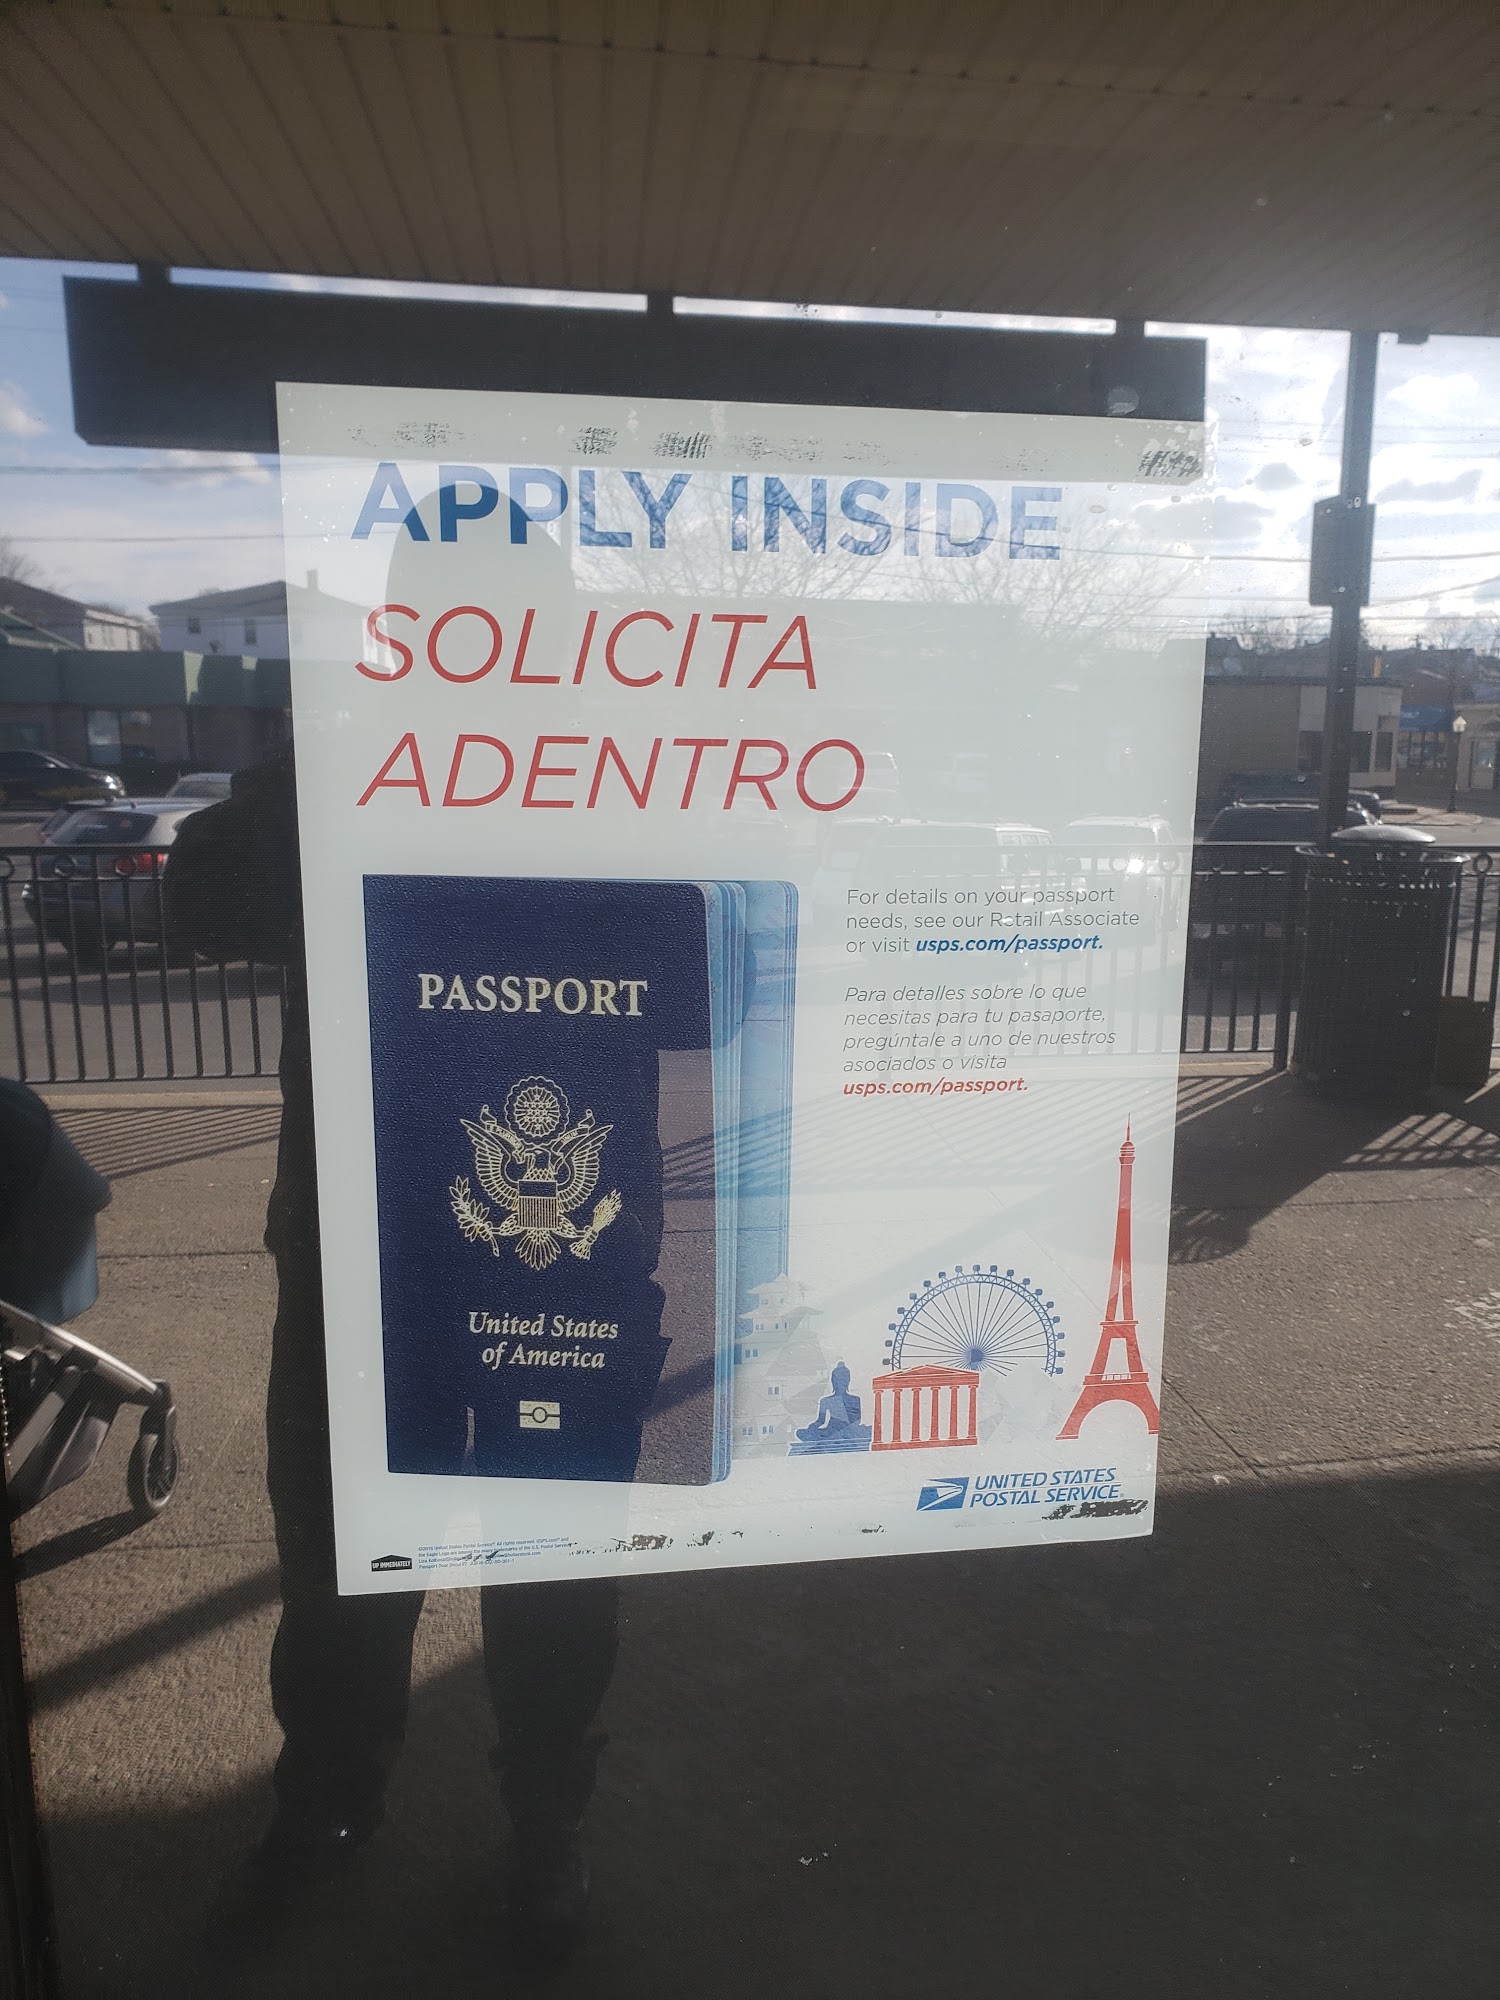 APPLY INSIDE
SOLICITA
ADENTRO
For details on your passport
needs, see our Retail Associate
or visit usps.com/passport.
Para detalles sobre lo que
necesitas para tu pasaporte,
pregúntale a uno de nuestros
asociados o visita
usps.com/passport.
PASSPORT
United States
of America
UNITED STATES
POSTAL SERVICE®
UP IMMEDIATELY